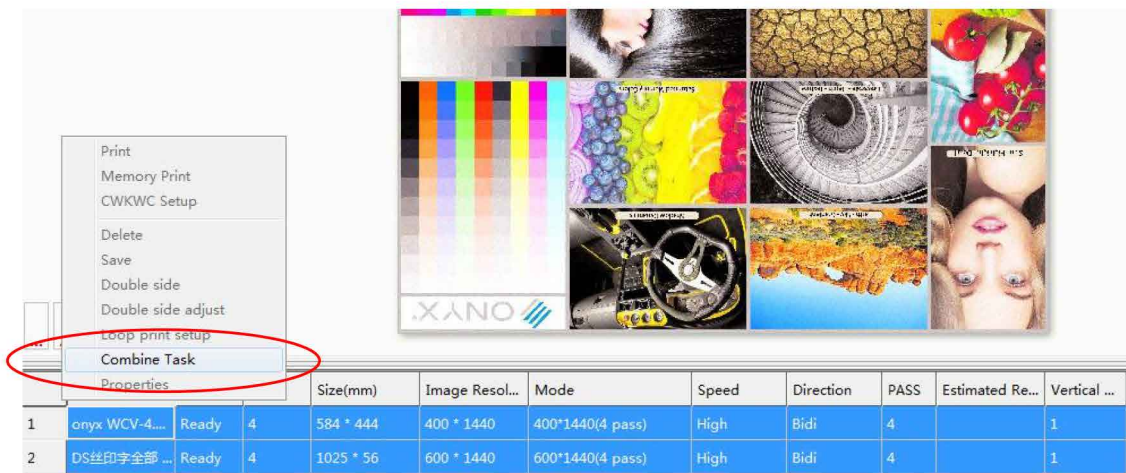 Print
Memory Print
CWKWC Setup
Delete
Save
Double side
Double side adjust
Loop print setup
Combine Task
Properties
ONYX
Size(mm) Image Resol... Mode Speed Direction PASS Estimated Re... Vertical ...
1 onyx WCV-4.... Ready 4 584 * 444 400 * 1440 400*1440(4 pass) High Bidi 4 1
2 DS丝印字全部 ... Ready 4 1025 * 56 600 * 1440 600*1440(4 pass) High Bidi 4 1